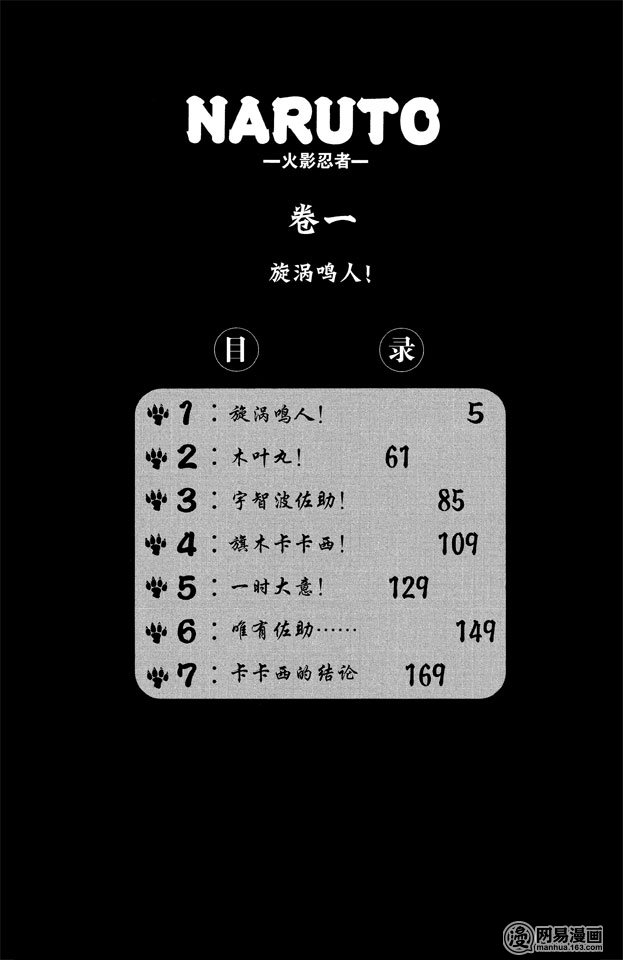 NARUTO
—火影忍者—
卷一
旋涡鸣人！
目 录
1：旋涡鸣人！ 5
2：木叶丸！ 61
3：宇智波佐助！ 85
4：旗木卡卡西！ 109
5：一时大意！ 129
6：唯有佐助…… 149
7：卡卡西的结论 169
漫 网易漫画
manhua.163.com